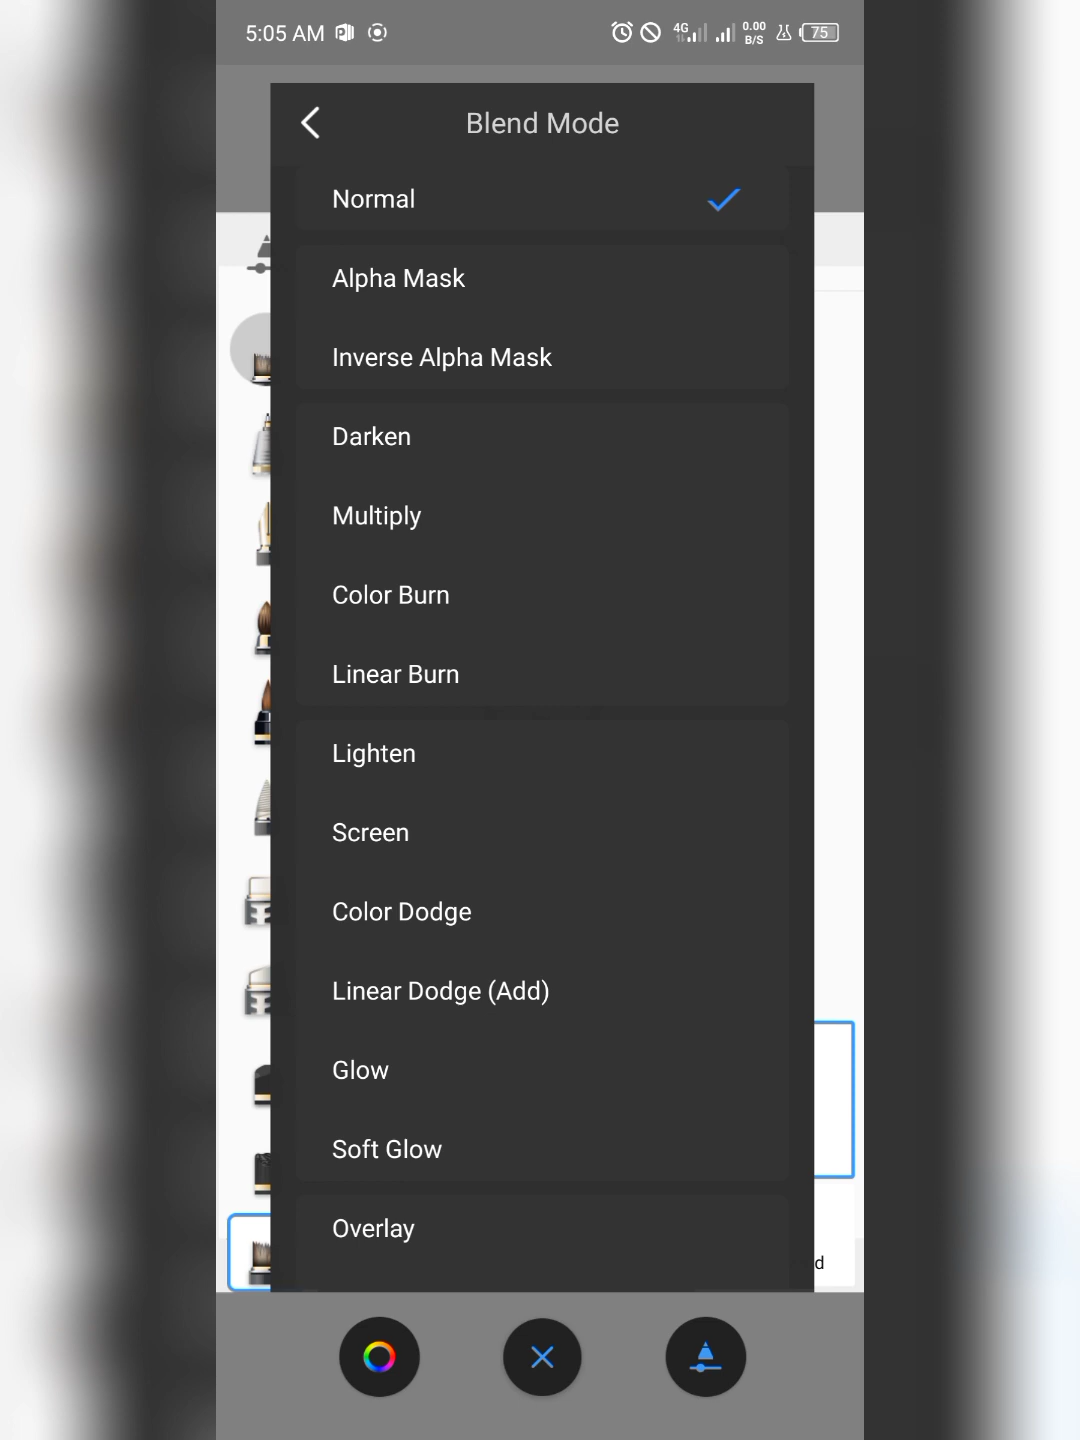 5:05 AM
4G
0.00
B/S
75
Blend Mode
Normal
Alpha Mask
Inverse Alpha Mask
Darken
Multiply
Color Burn
Linear Burn
Lighten
Screen
Color Dodge
Linear Dodge (Add)
Glow
Soft Glow
Overlay
d